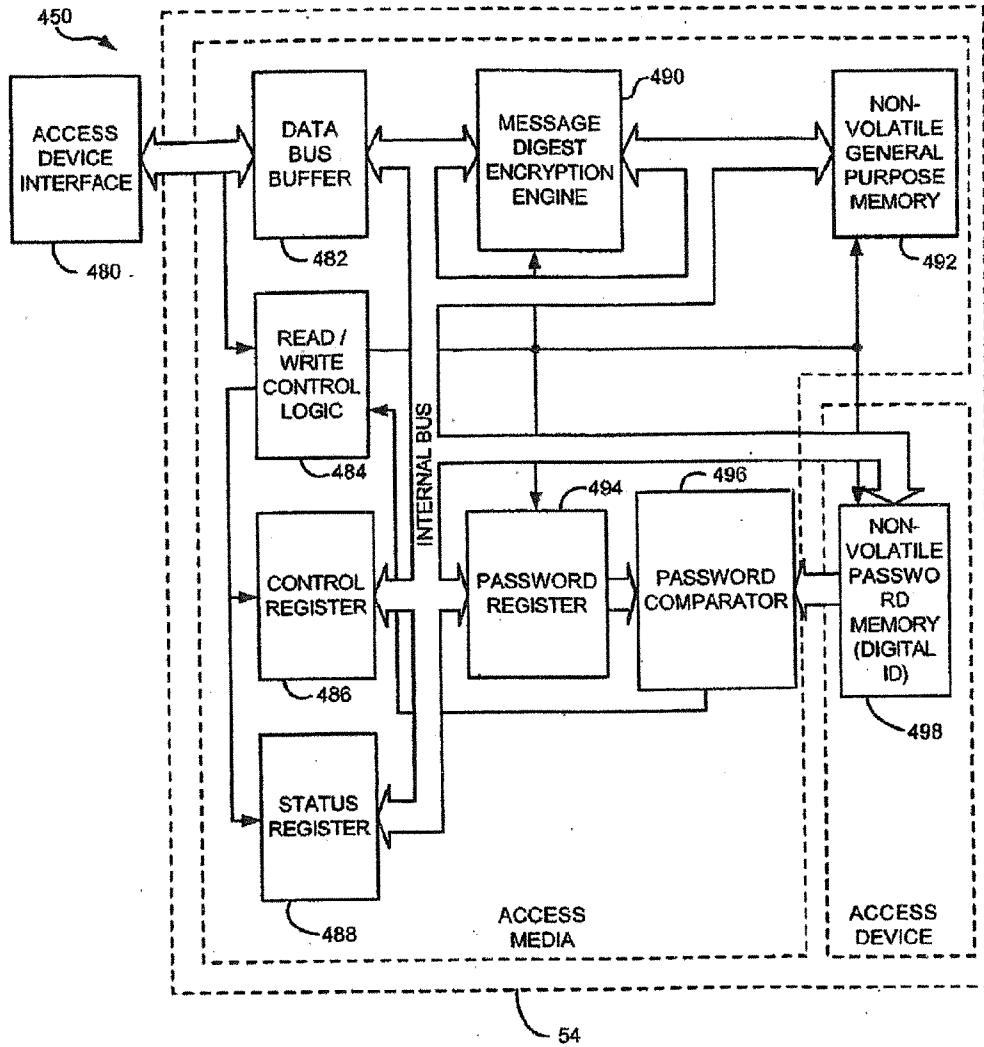 450
ACCESS
DEVICE
INTERFACE
480
DATA
BUS
BUFFER
482
490
MESSAGE
DIGEST
ENCRYPTION
ENGINE
NON-
VOLATILE
GENERAL
PURPOSE
MEMORY
492
READ /
WRITE
CONTROL
LOGIC
484
INTERNAL BUS
CONTROL
REGISTER
486
494
PASSWORD
REGISTER
496
PASSWORD
COMPARATOR
NON-
VOLATILE
PASSWO
RD
MEMORY
(DIGITAL
ID)
498
STATUS
REGISTER
488
ACCESS
MEDIA
ACCESS
DEVICE
54